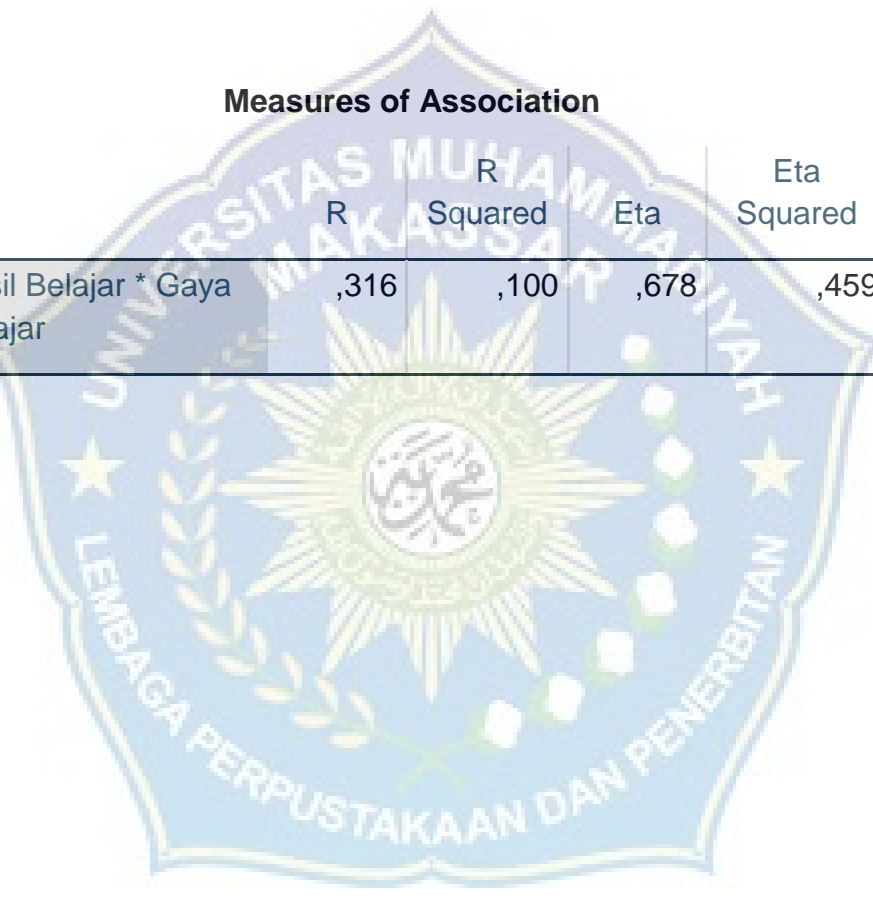 Measures of Association
R
R
Squared
Eta
Eta
Squared
sil Belajar * Gaya
ajar
,316
,100
,678
,459
UNIVERSITAS MUHAMMADIYAH
MAKASSAR
LEMBAGA PERPUSTAKAAN DAN PENERBITAN